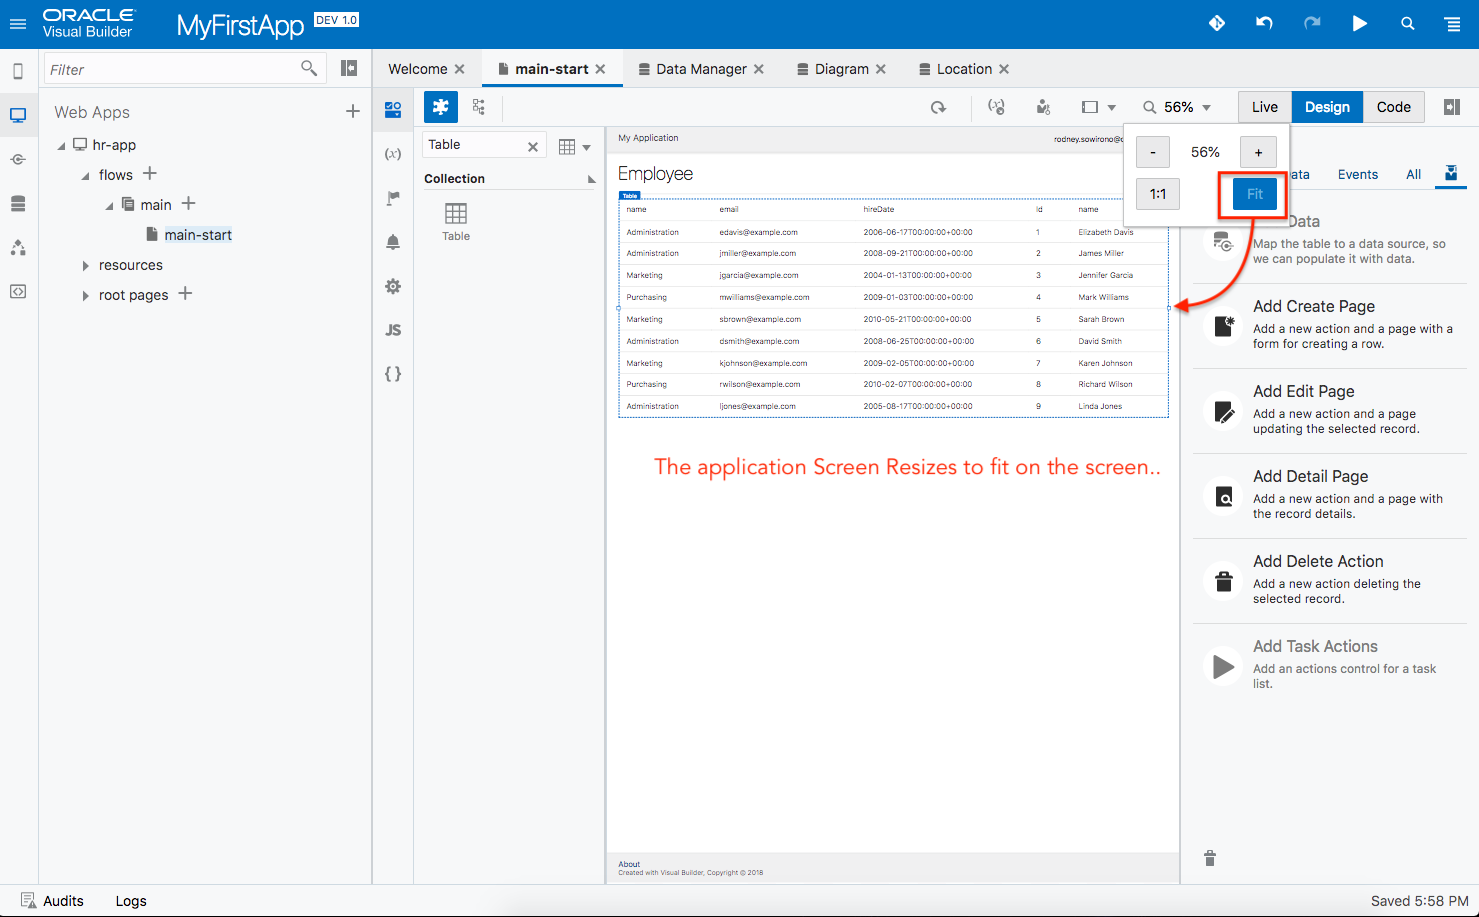 ORACLE
Visual Builder
MyFirstApp DEV 1.0
Filter
Welcome
main-start
Data Manager
Diagram
Location
Web Apps
hr-app
flows
main
main-start
resources
root pages
(x)
JS
{ }
56%
Live
Design
Code
Table
Collection
Table
- 56% +
1:1 Fit
My Application
rodney.sowirono@
Employee
Table
name email hireDate Id name
Administration edavis@example.com 2006-06-17T00:00:00+00:00 1 Elizabeth Davis
Administration jmiller@example.com 2008-09-21T00:00:00+00:00 2 James Miller
Marketing jgarcia@example.com 2004-01-13T00:00:00+00:00 3 Jennifer Garcia
Purchasing mwilliams@example.com 2009-01-03T00:00:00+00:00 4 Mark Williams
Marketing sbrown@example.com 2010-05-21T00:00:00+00:00 5 Sarah Brown
Administration dsmith@example.com 2008-06-25T00:00:00+00:00 6 David Smith
Marketing kjohnson@example.com 2009-02-05T00:00:00+00:00 7 Karen Johnson
Purchasing rwilson@example.com 2010-02-07T00:00:00+00:00 8 Richard Wilson
Administration ljones@example.com 2005-08-17T00:00:00+00:00 9 Linda Jones
The application Screen Resizes to fit on the screen..
About
Created with Visual Builder, Copyright © 2018
ata
Events
All
Data
Map the table to a data source, so
we can populate it with data.
Add Create Page
Add a new action and a page with a
form for creating a row.
Add Edit Page
Add a new action and a page
updating the selected record.
Add Detail Page
Add a new action and a page with
the record details.
Add Delete Action
Add a new action deleting the
selected record.
Add Task Actions
Add an actions control for a task
list.
Audits
Logs
Saved 5:58 PM